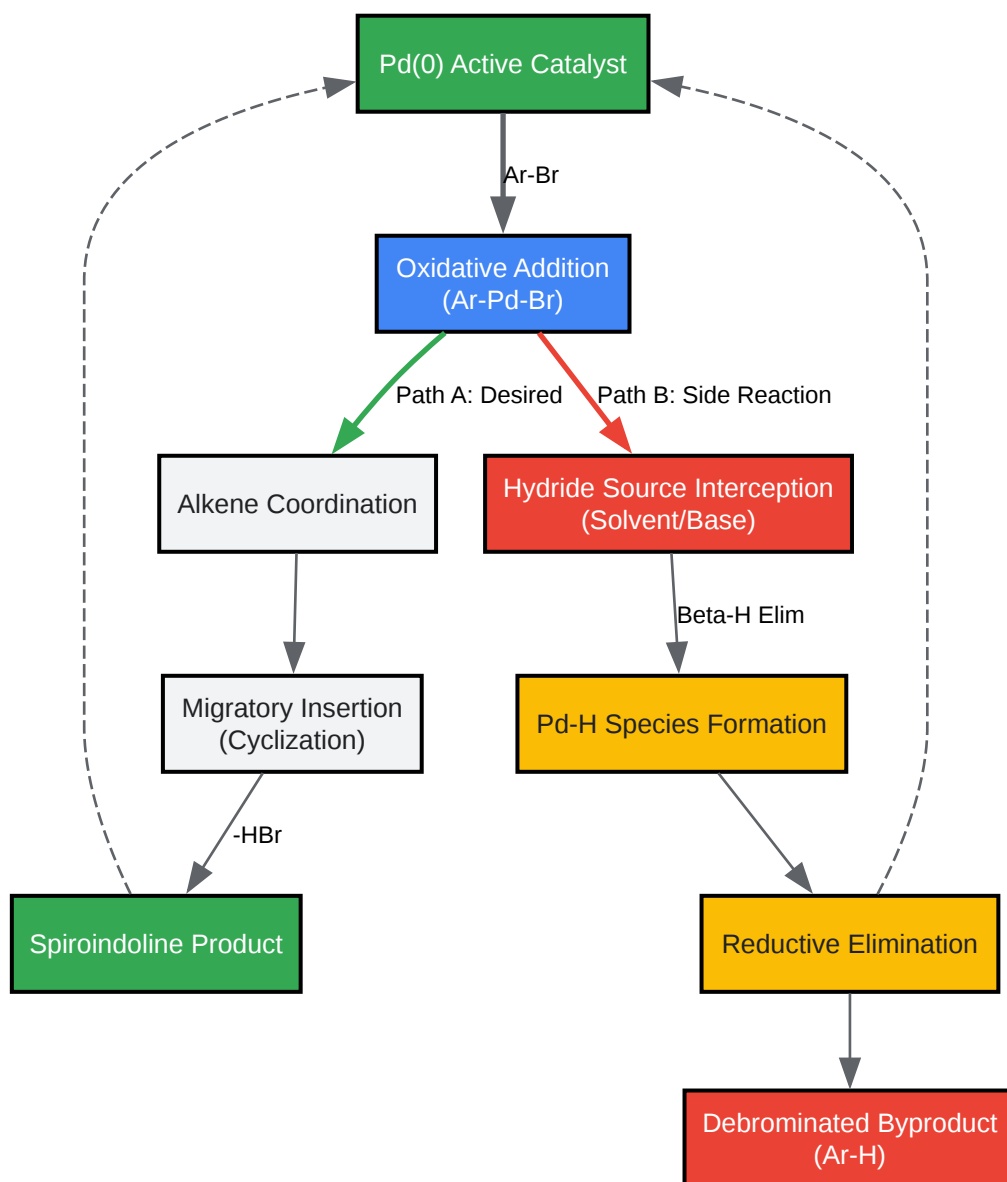 Pd(0) Active Catalyst
Ar-Br
Oxidative Addition
(Ar-Pd-Br)
Path A: Desired
Path B: Side Reaction
Alkene Coordination
Hydride Source Interception
(Solvent/Base)
Beta-H Elim
Migratory Insertion
(Cyclization)
Pd-H Species Formation
-HBr
Spiroindoline Product
Reductive Elimination
Debrominated Byproduct
(Ar-H)